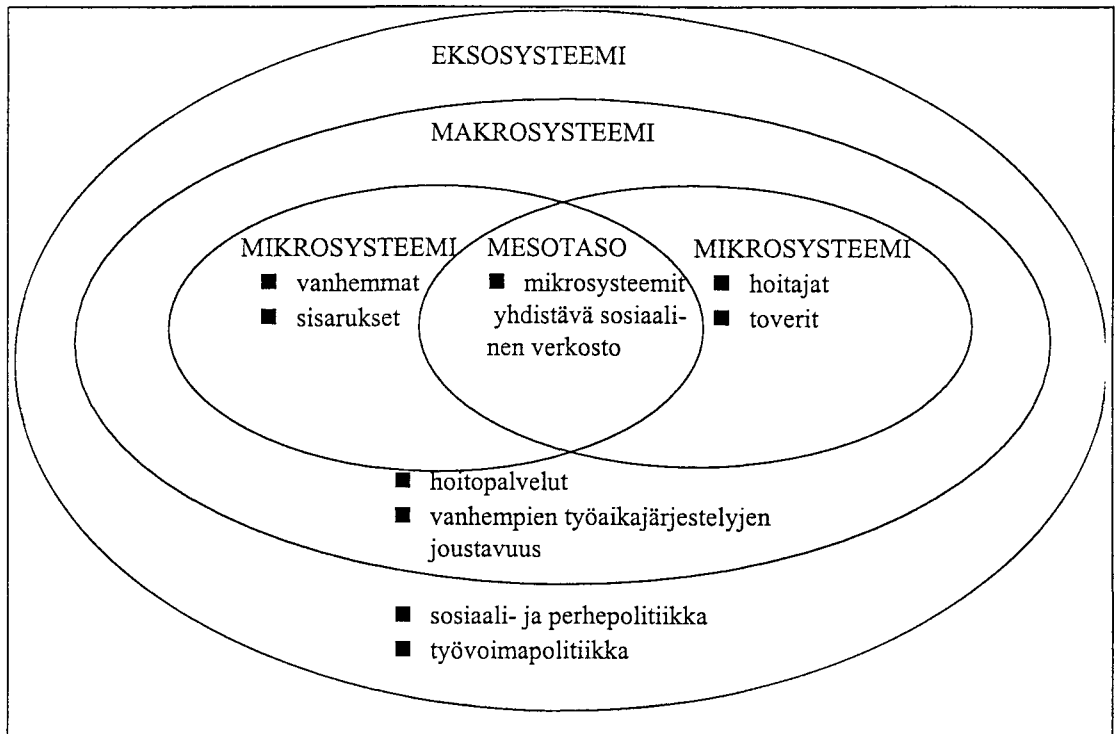 EKSOSYSTEEMI
MAKROSYSTEEMI
MIKROSYSTEEMI
■ vanhemmat
■ sisarukset
MESOTASO
■ mikrosysteemit
yhdistävä sosiaali-
nen verkosto
MIKROSYSTEEMI
■ hoitajat
■ toverit
■ hoitopalvelut
■ vanhempien työaikajärjestelyjen
joustavuus
■ sosiaali- ja perhepolitiikka
■ työvoimapolitiikka